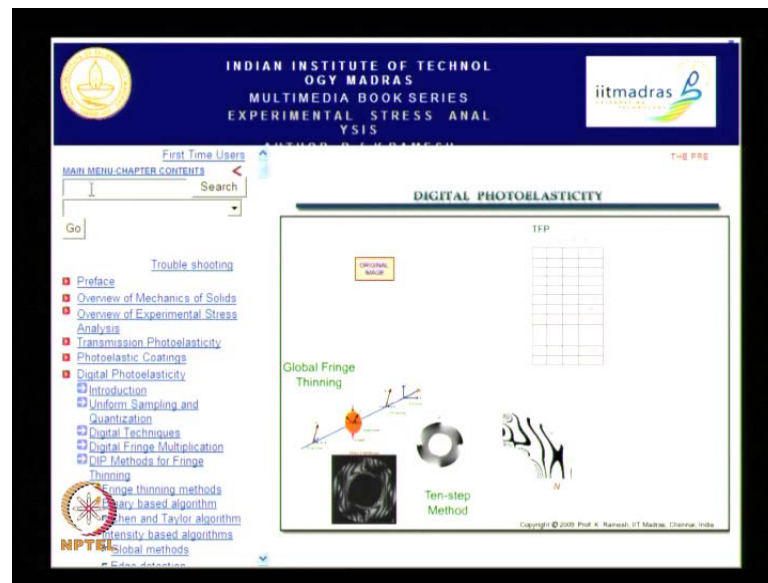 INDIAN INSTITUTE OF TECHNOL
OGY MADRAS
MULTIMEDIA BOOK SERIES
EXPERIMENTAL STRESS ANAL
YSIS
iitmadras
First Time Users
MAIN MENU-CHAPTER CONTENTS <
Search
Go
THE PRE
Trouble shooting
Preface
Overview of Mechanics of Solids
Overview of Experimental Stress
Analysis
Transmission Photoelasticity
Photoelastic Coatings
Digital Photoelasticity
Introduction
Uniform Sampling and
Quantization
Digital Techniques
Digital Fringe Multiplication
DIP Methods for Fringe
Thinning
Fringe thinning methods
Binary based algorithm
Chen and Taylor algorithm
Intensity based algorithms
Global methods
Edge detection
NPTEL
DIGITAL PHOTOELASTICITY
TFP
ORIGINAL
IMAGE
Global Fringe
Thinning
Ten-step
Method
N
Copyright © 2009 Prof. K. Ramesh, IIT Madras, Chennai, India